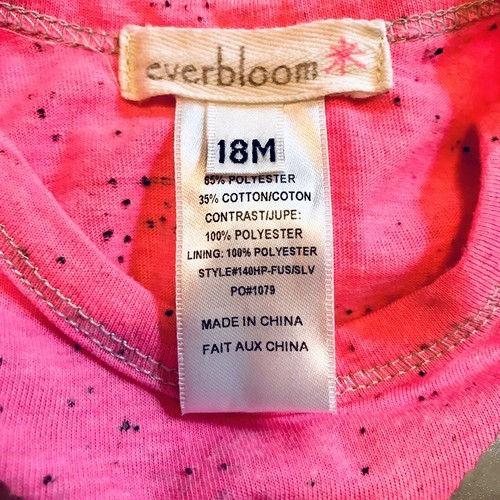 everbloom
18M
65% POLYESTER
35% COTTON/COTON
CONTRAST/JUPE:
100% POLYESTER
LINING: 100% POLYESTER
STYLE#140HP-FUS/SLV
PO#1079
MADE IN CHINA
FAIT AUX CHINA